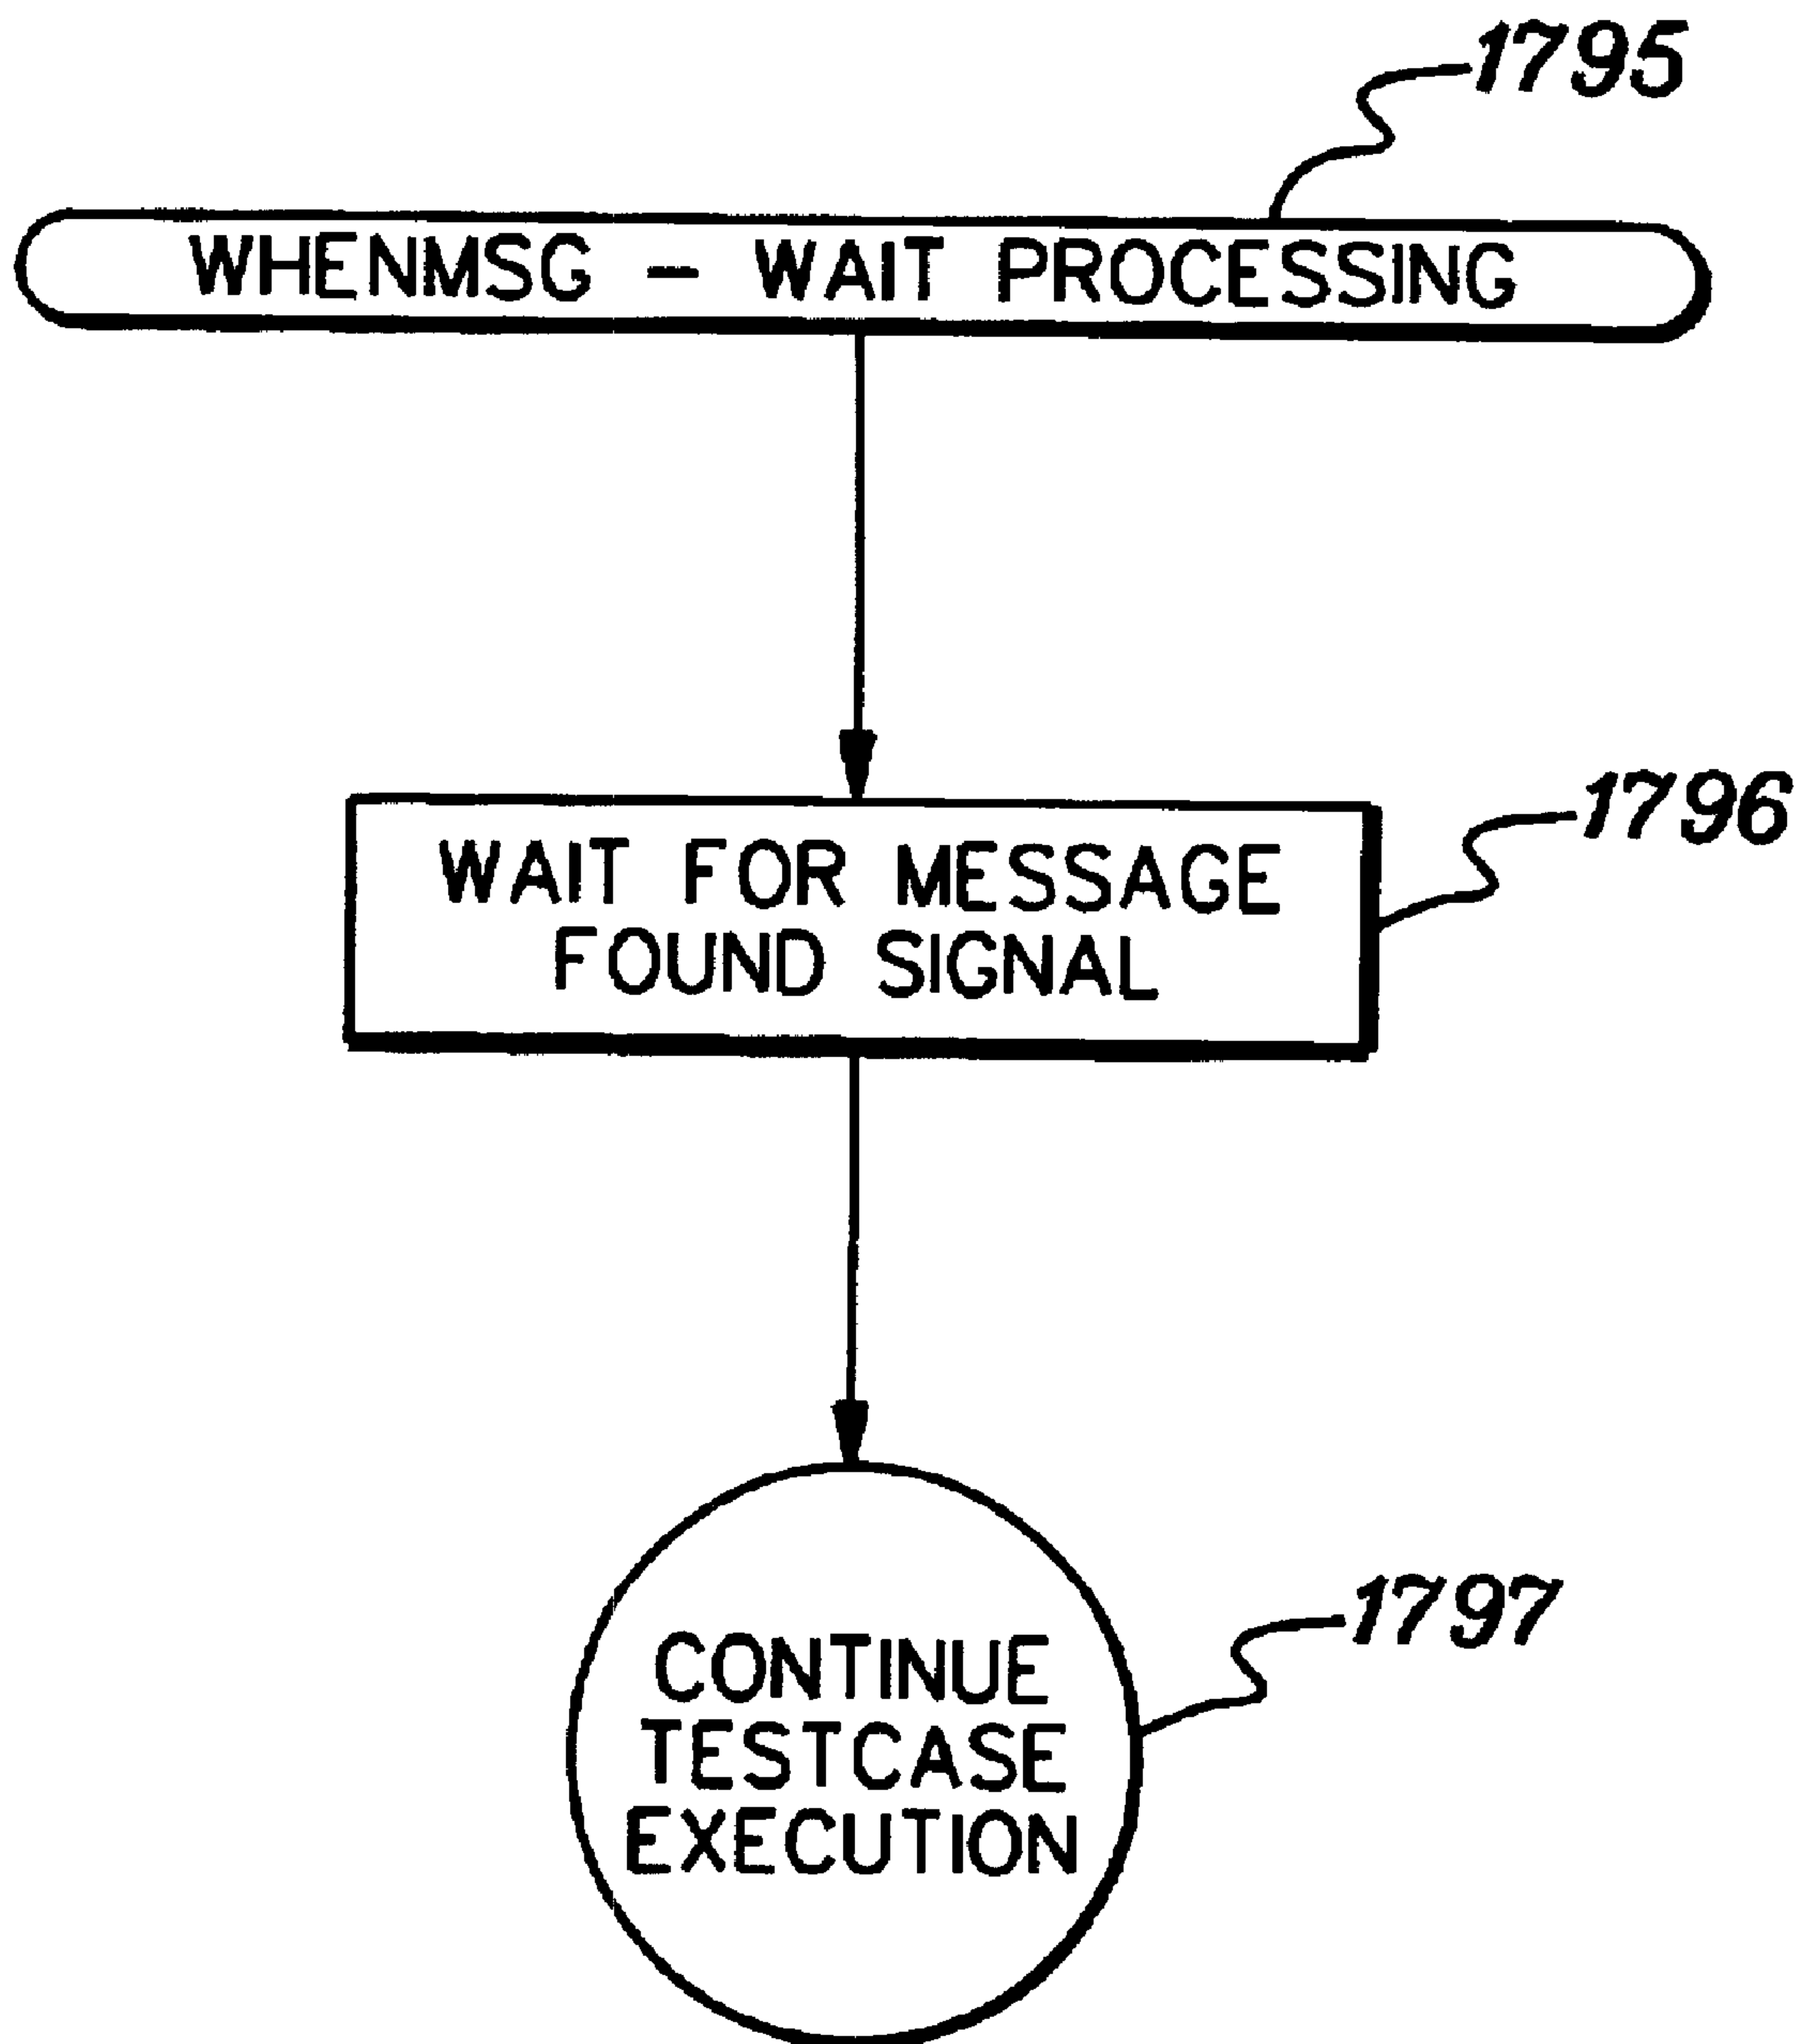 1795
WHENMSG - WAIT PROCESSING
1796
WAIT FOR MESSAGE
FOUND SIGNAL
1797
CONTINUE
TESTCASE
EXECUTION